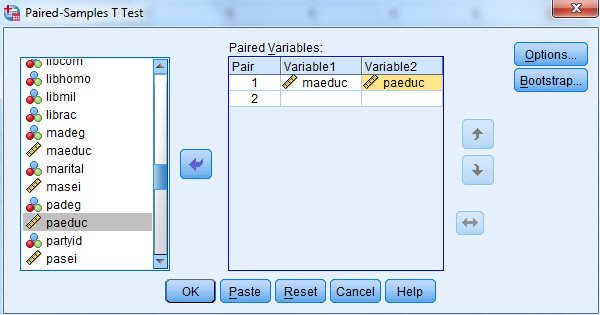 Paired-Samples T Test
Paired Variables:
Pair Variable1 Variable2
1 maeduc paeduc
2
libcom
libhomo
libmil
librac
madeg
maeduc
marital
masei
padeg
paeduc
partyid
pasei
Options...
Bootstrap...
OK Paste Reset Cancel Help